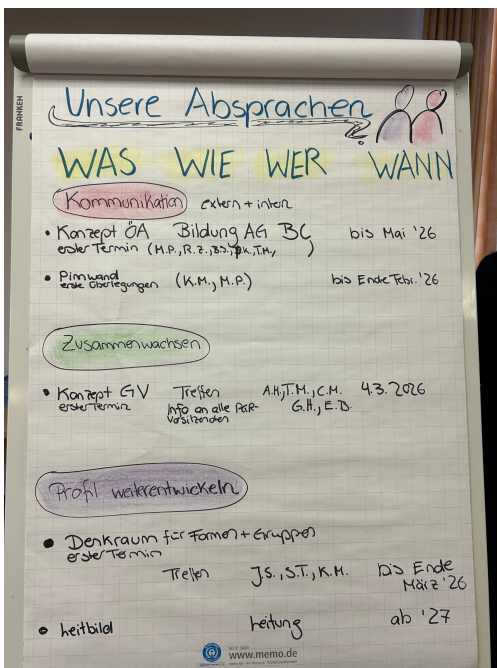 FRANKEN
Unsere Absprachen
WAS WIE WER WANN
Kommunikation extern + intern
• Konzept ÖA Bildung AG BC bis Mai '26
erster Termin (M.P., R.Z., B.J., T.M., )
• Pinnwand (K.M., M.P.) bis Ende Febr. '26
erste Überlegungen
Zusammenwachsen
• Konzept GV Treffen A.H., T.M., C.M. 4.3.2026
erster Termin Info an alle G.H., E.D.
Vorsitzenden
Profil weiterentwickeln
• Denkraum für Formen + Gruppen
erster Termin
Treffen J.S., S.T., K.M. bis Ende
März '26
• Leitbild Leitung ab '27
www.memo.de